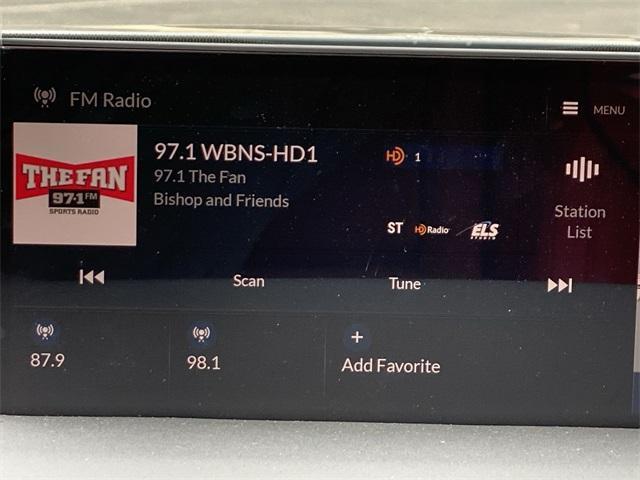 FM Radio
MENU
THE FAN
97.1 FM
SPORTS RADIO
97.1 WBNS-HD1
97.1 The Fan
Bishop and Friends
HD 1
ST HD Radio ELS
STUDIO
Station
List
Scan
Tune
87.9
98.1
+
Add Favorite